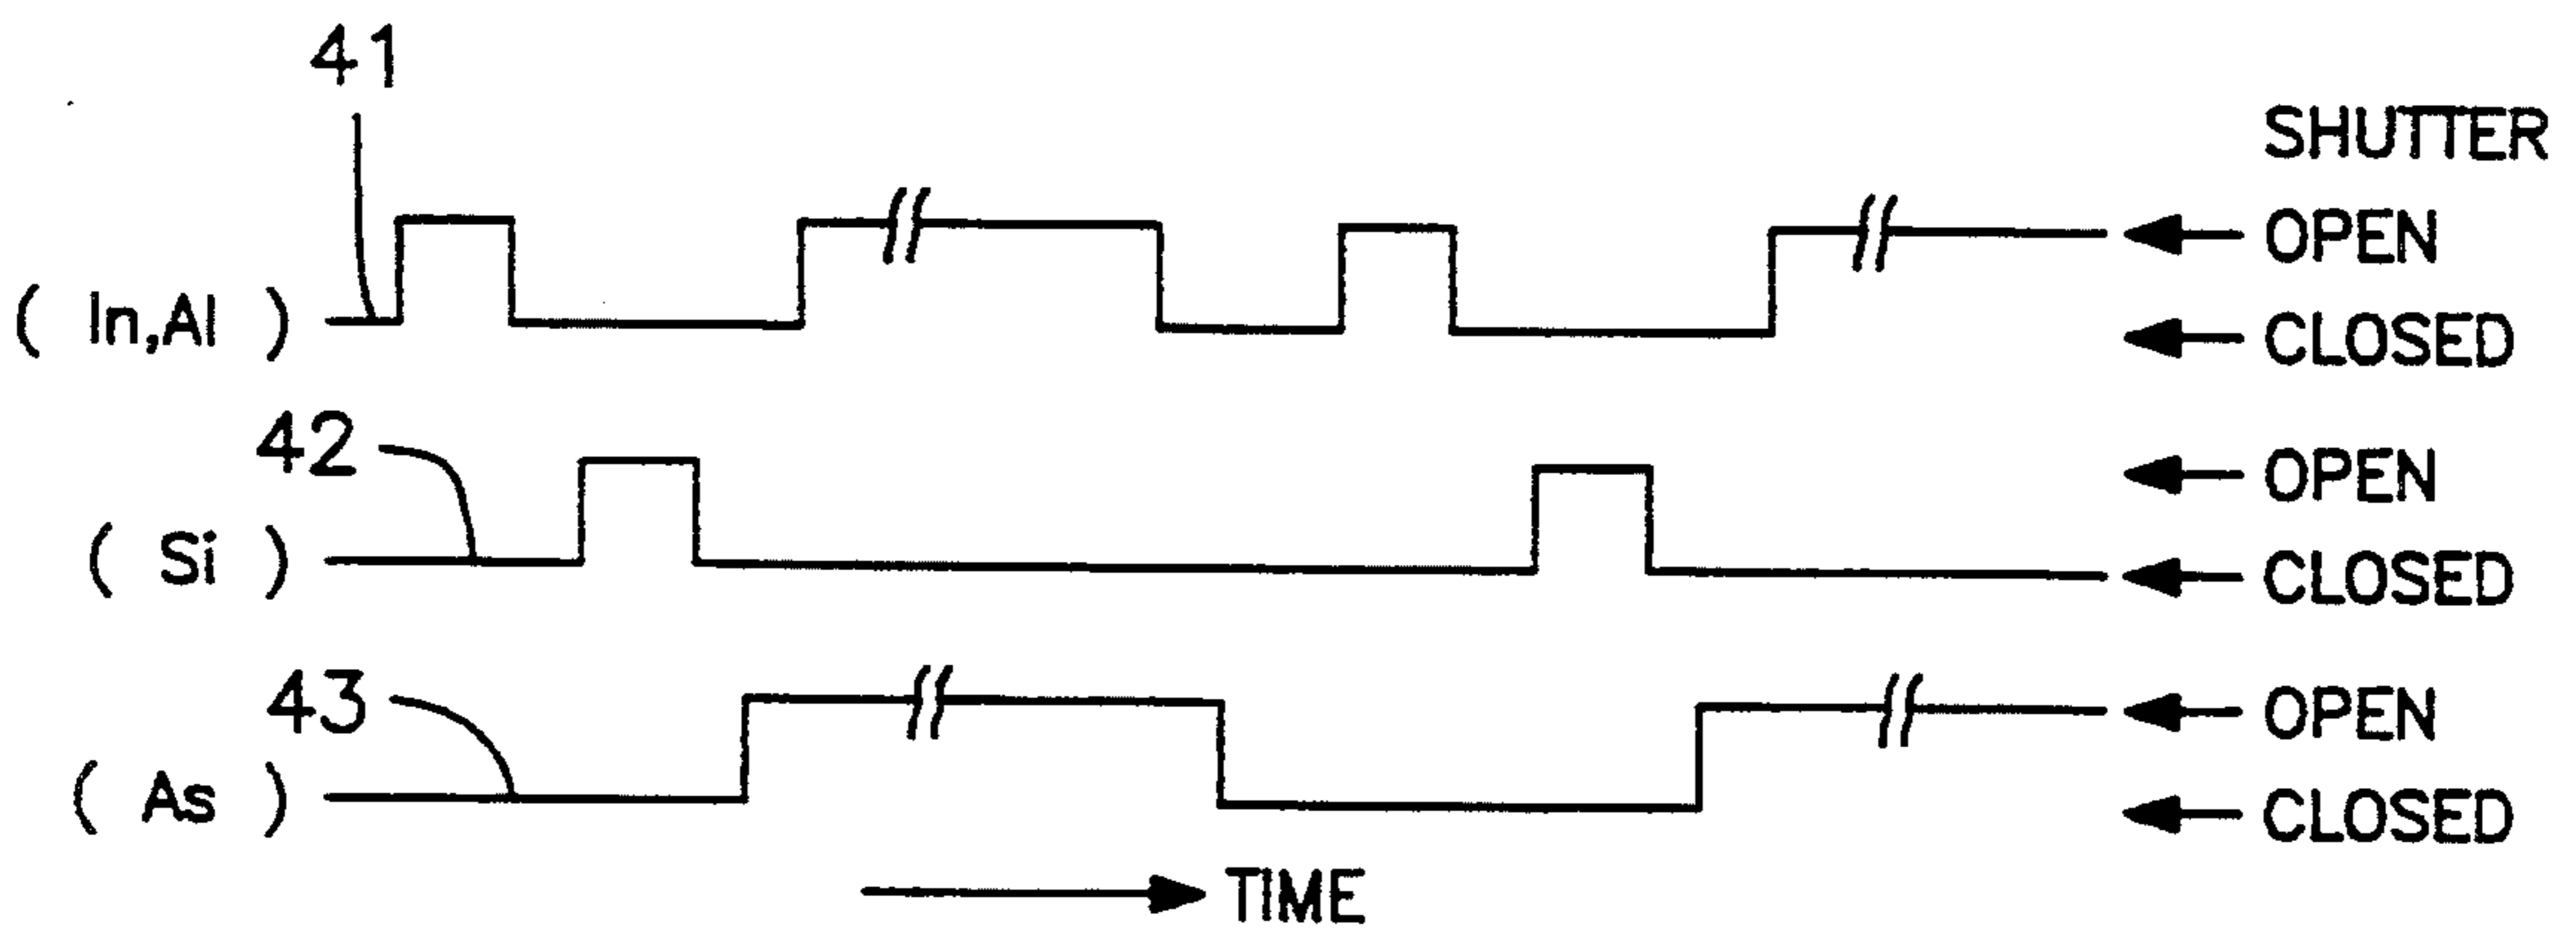 41
SHUTTER
OPEN
( In,Al )
CLOSED
42
OPEN
( Si )
CLOSED
43
OPEN
( As )
CLOSED
TIME